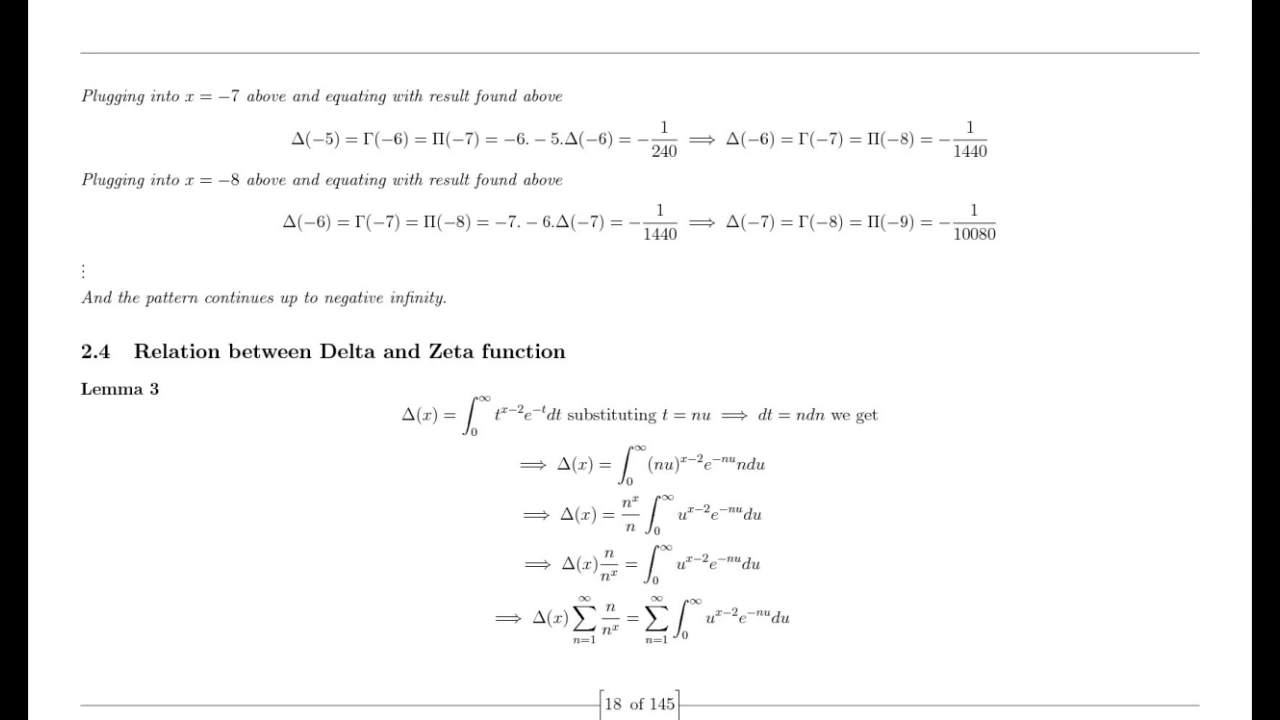 Plugging into x = −7 above and equating with result found above
Δ(−5) = Γ(−6) = Π(−7) = −6. − 5.Δ(−6) = −1/240 ⟹ Δ(−6) = Γ(−7) = Π(−8) = −1/1440
Plugging into x = −8 above and equating with result found above
Δ(−6) = Γ(−7) = Π(−8) = −7. − 6.Δ(−7) = −1/1440 ⟹ Δ(−7) = Γ(−8) = Π(−9) = −1/10080
⋮
And the pattern continues up to negative infinity.
2.4 Relation between Delta and Zeta function
Lemma 3
Δ(x) = ∫₀^∞ t^{x−2}e^{−t}dt substituting t = nu ⟹ dt = ndn we get
⟹ Δ(x) = ∫₀^∞ (nu)^{x−2}e^{−nu}ndu
⟹ Δ(x) = n^x/n ∫₀^∞ u^{x−2}e^{−nu}du
⟹ Δ(x) n/n^x = ∫₀^∞ u^{x−2}e^{−nu}du
⟹ Δ(x) ∑_{n=1}^∞ n/n^x = ∑_{n=1}^∞ ∫₀^∞ u^{x−2}e^{−nu}du
18 of 145